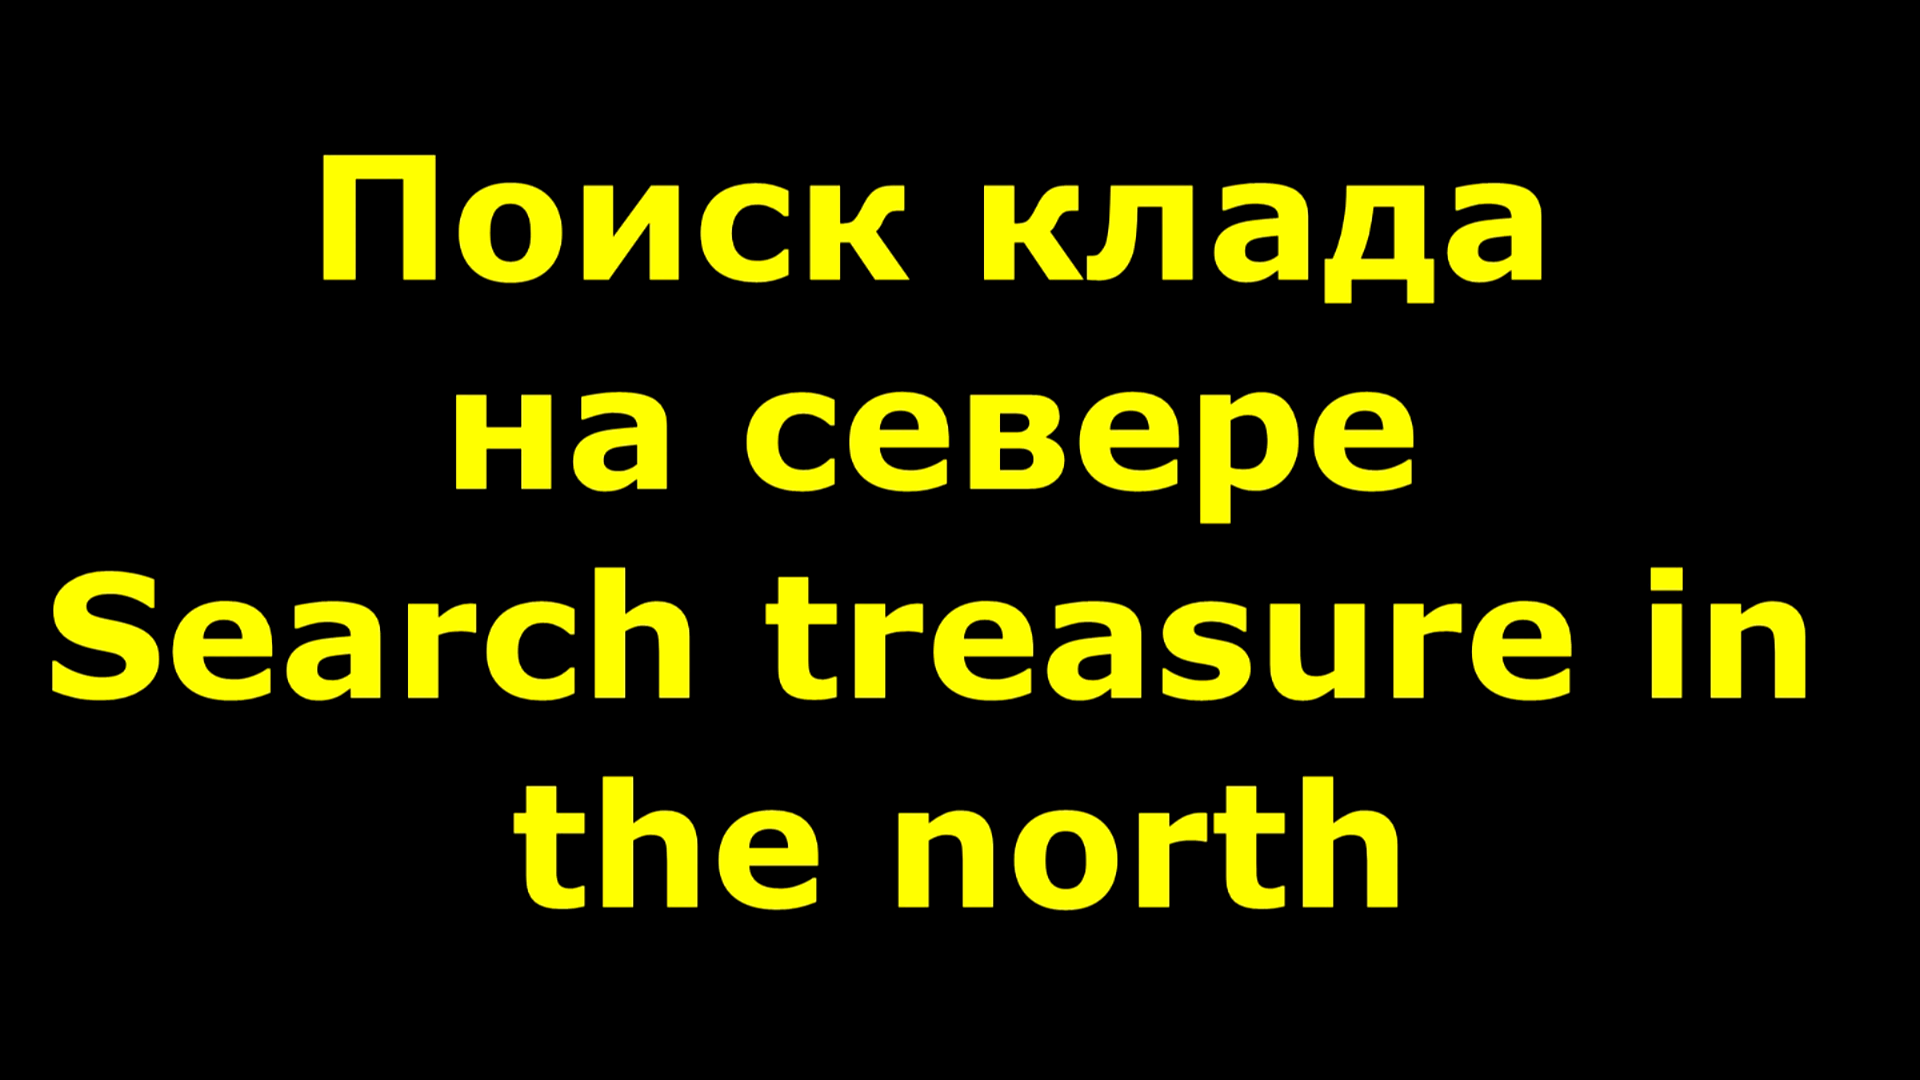 Поиск клада
на севере
Search treasure in
the north